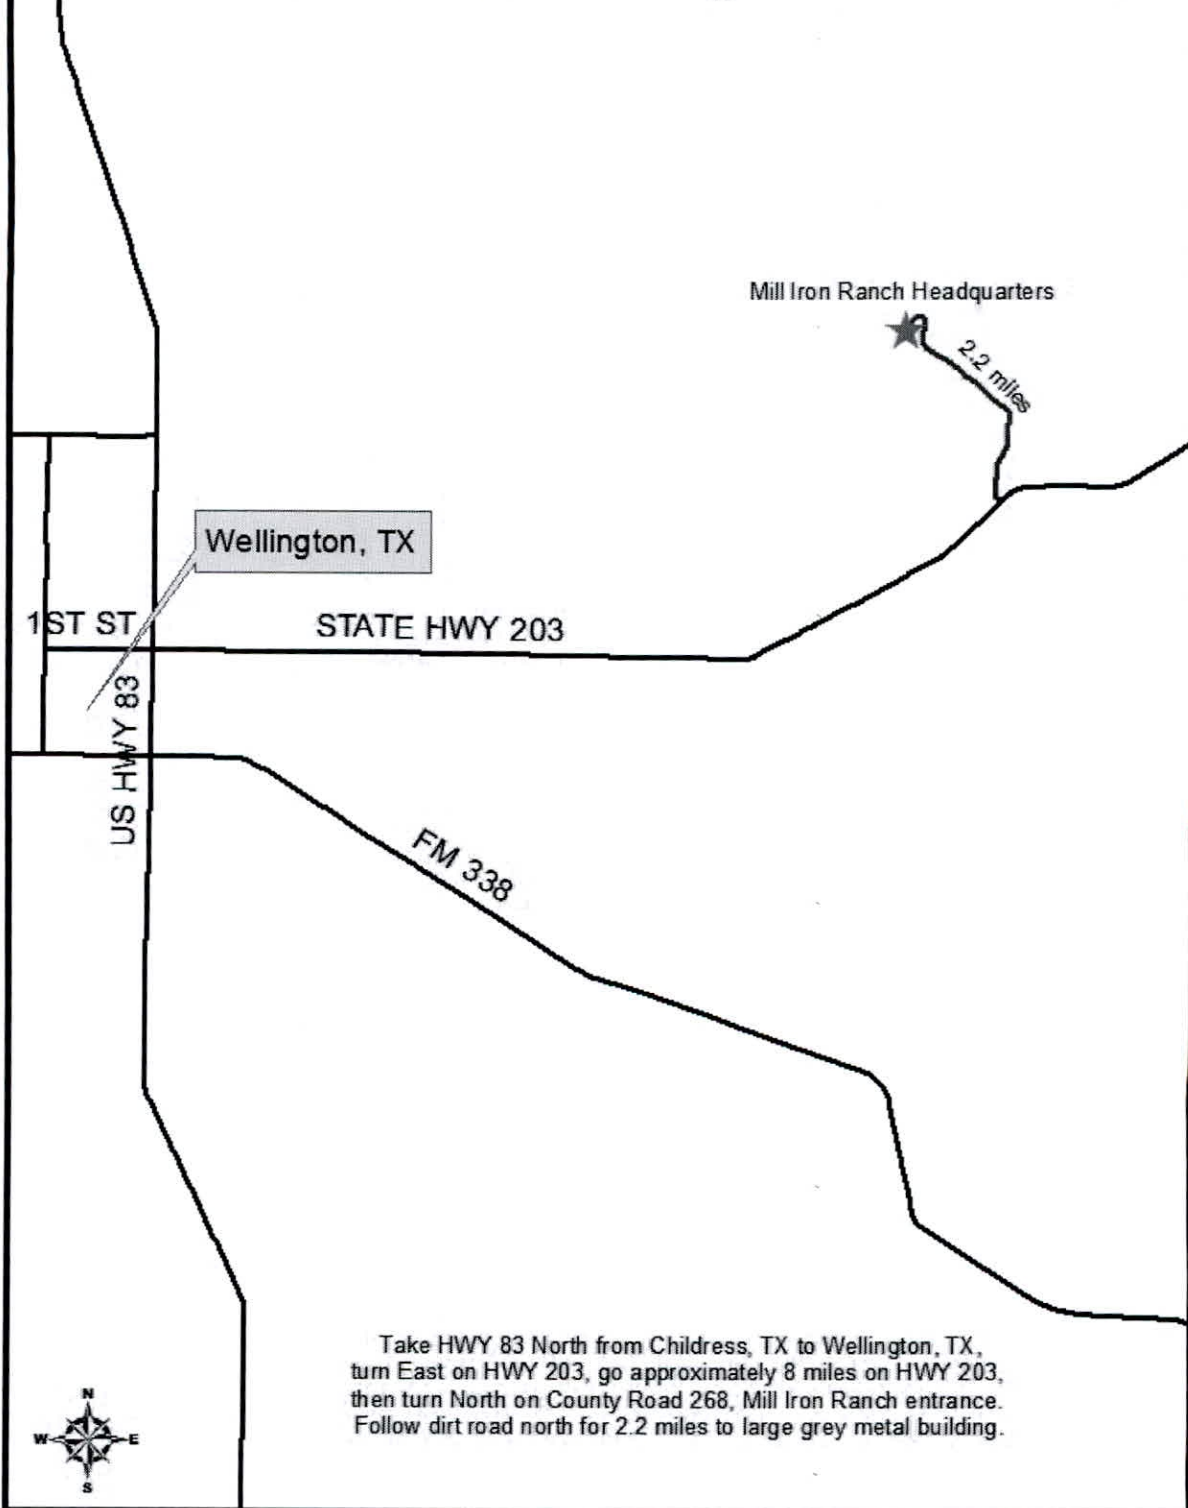 Mill Iron Ranch Headquarters
2.2 miles
Wellington, TX
1ST ST
STATE HWY 203
US HWY 83
FM 338
Take HWY 83 North from Childress, TX to Wellington, TX,
turn East on HWY 203, go approximately 8 miles on HWY 203,
then turn North on County Road 268, Mill Iron Ranch entrance.
Follow dirt road north for 2.2 miles to large grey metal building.
N
W E
S